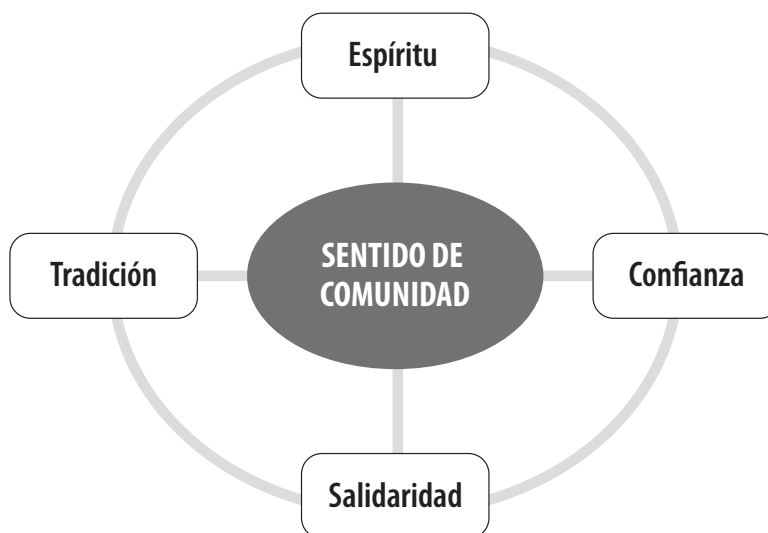 Espíritu
Tradición
SENTIDO DE
COMUNIDAD
Confianza
Salidaridad